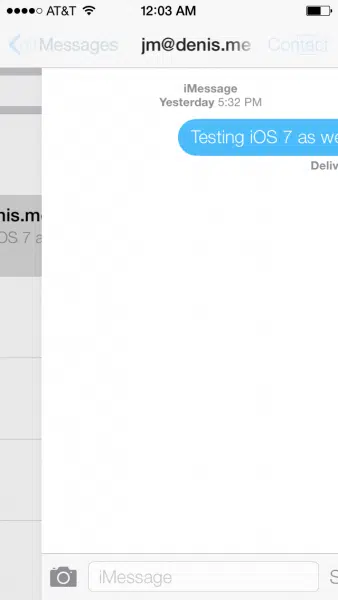 AT&T 12:03 AM
Messages jm@denis.me Contact
iMessage
Yesterday 5:32 PM
Testing iOS 7 as we
Deliv
nis.m
OS 7 a
iMessage
S